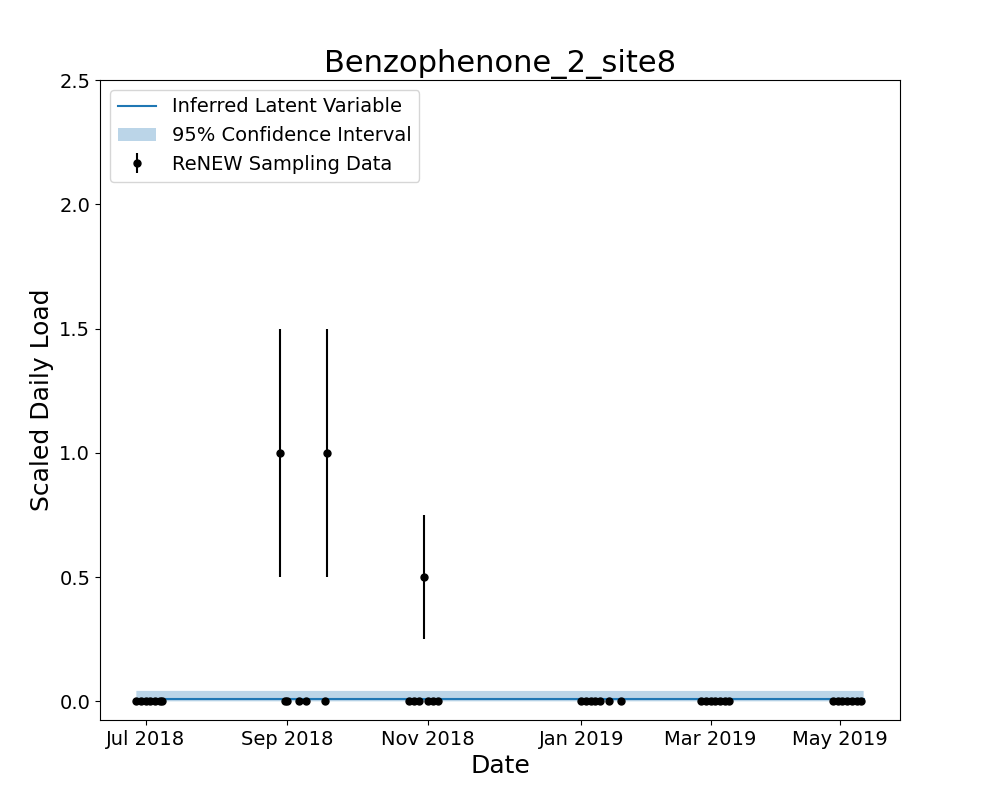 Benzophenone_2_site8
2.5
2.0
1.5
1.0
0.5
0.0
Scaled Daily Load
Inferred Latent Variable
95% Confidence Interval
ReNEW Sampling Data
Jul 2018 Sep 2018 Nov 2018 Jan 2019 Mar 2019 May 2019
Date